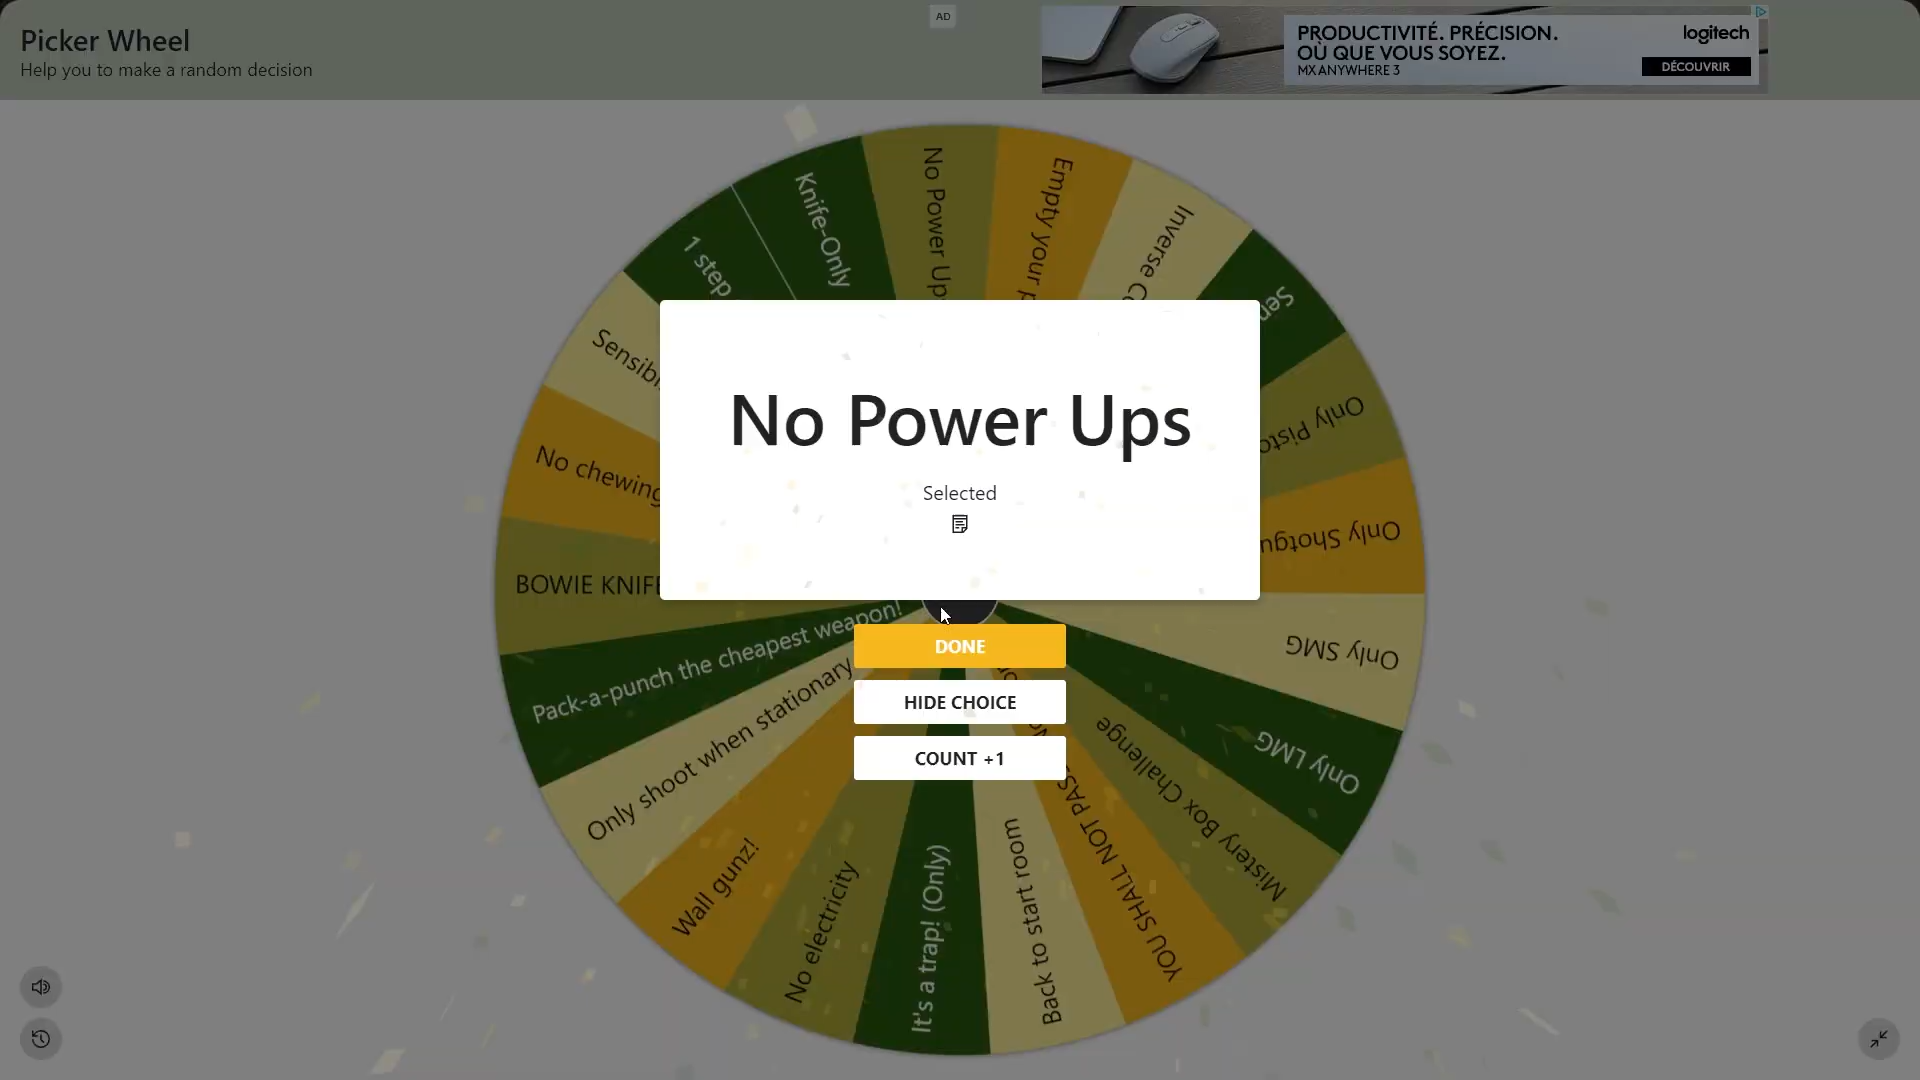 Picker Wheel
Help you to make a random decision
AD
PRODUCTIVITÉ. PRÉCISION.
OÙ QUE VOUS SOYEZ.
MX ANYWHERE 3
logitech
DÉCOUVRIR
No Power Ups
Selected
DONE
HIDE CHOICE
COUNT +1
No Power Up
Empty your
Inverse
Only
Only Shotgu
Only SMG
Only LMG
Mistery Box Challenge
YOU SHALL NOT PAS
Back to start room
It's a trap! (Only)
No electricity
Wall gunz!
Only shoot when stationary
Pack-a-punch the cheapest weapon!
BOWIE KNIF
No chewing
Sensib
1 step
Knife-Only